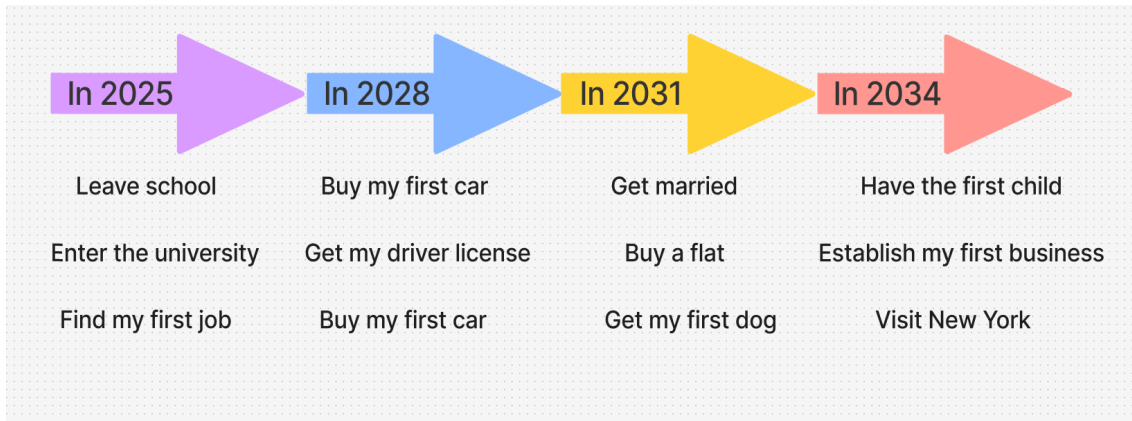 In 2025
In 2028
In 2031
In 2034
Leave school
Buy my first car
Get married
Have the first child
Enter the university
Get my driver license
Buy a flat
Establish my first business
Find my first job
Buy my first car
Get my first dog
Visit New York